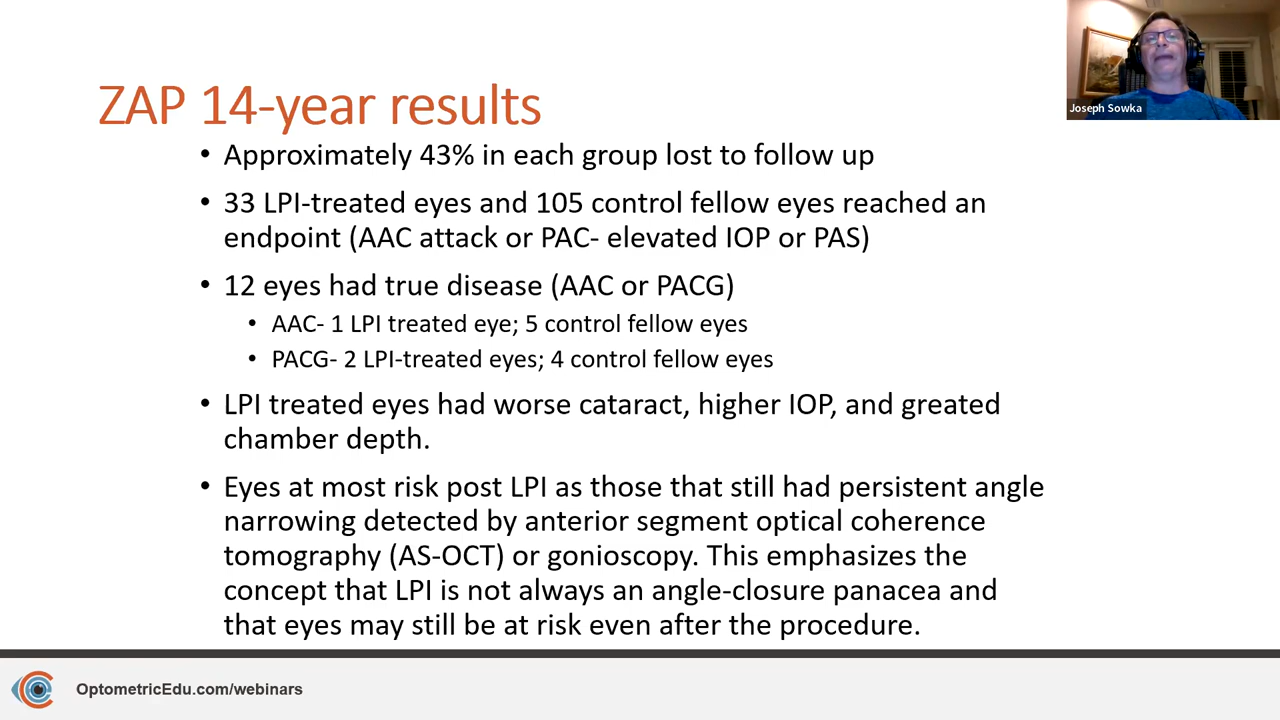 Joseph Sowka
ZAP 14-year results
• Approximately 43% in each group lost to follow up
• 33 LPI-treated eyes and 105 control fellow eyes reached an
endpoint (AAC attack or PAC- elevated IOP or PAS)
• 12 eyes had true disease (AAC or PACG)
• AAC- 1 LPI treated eye; 5 control fellow eyes
• PACG- 2 LPI-treated eyes; 4 control fellow eyes
• LPI treated eyes had worse cataract, higher IOP, and greated
chamber depth.
• Eyes at most risk post LPI as those that still had persistent angle
narrowing detected by anterior segment optical coherence
tomography (AS-OCT) or gonioscopy. This emphasizes the
concept that LPI is not always an angle-closure panacea and
that eyes may still be at risk even after the procedure.
OptometricEdu.com/webinars